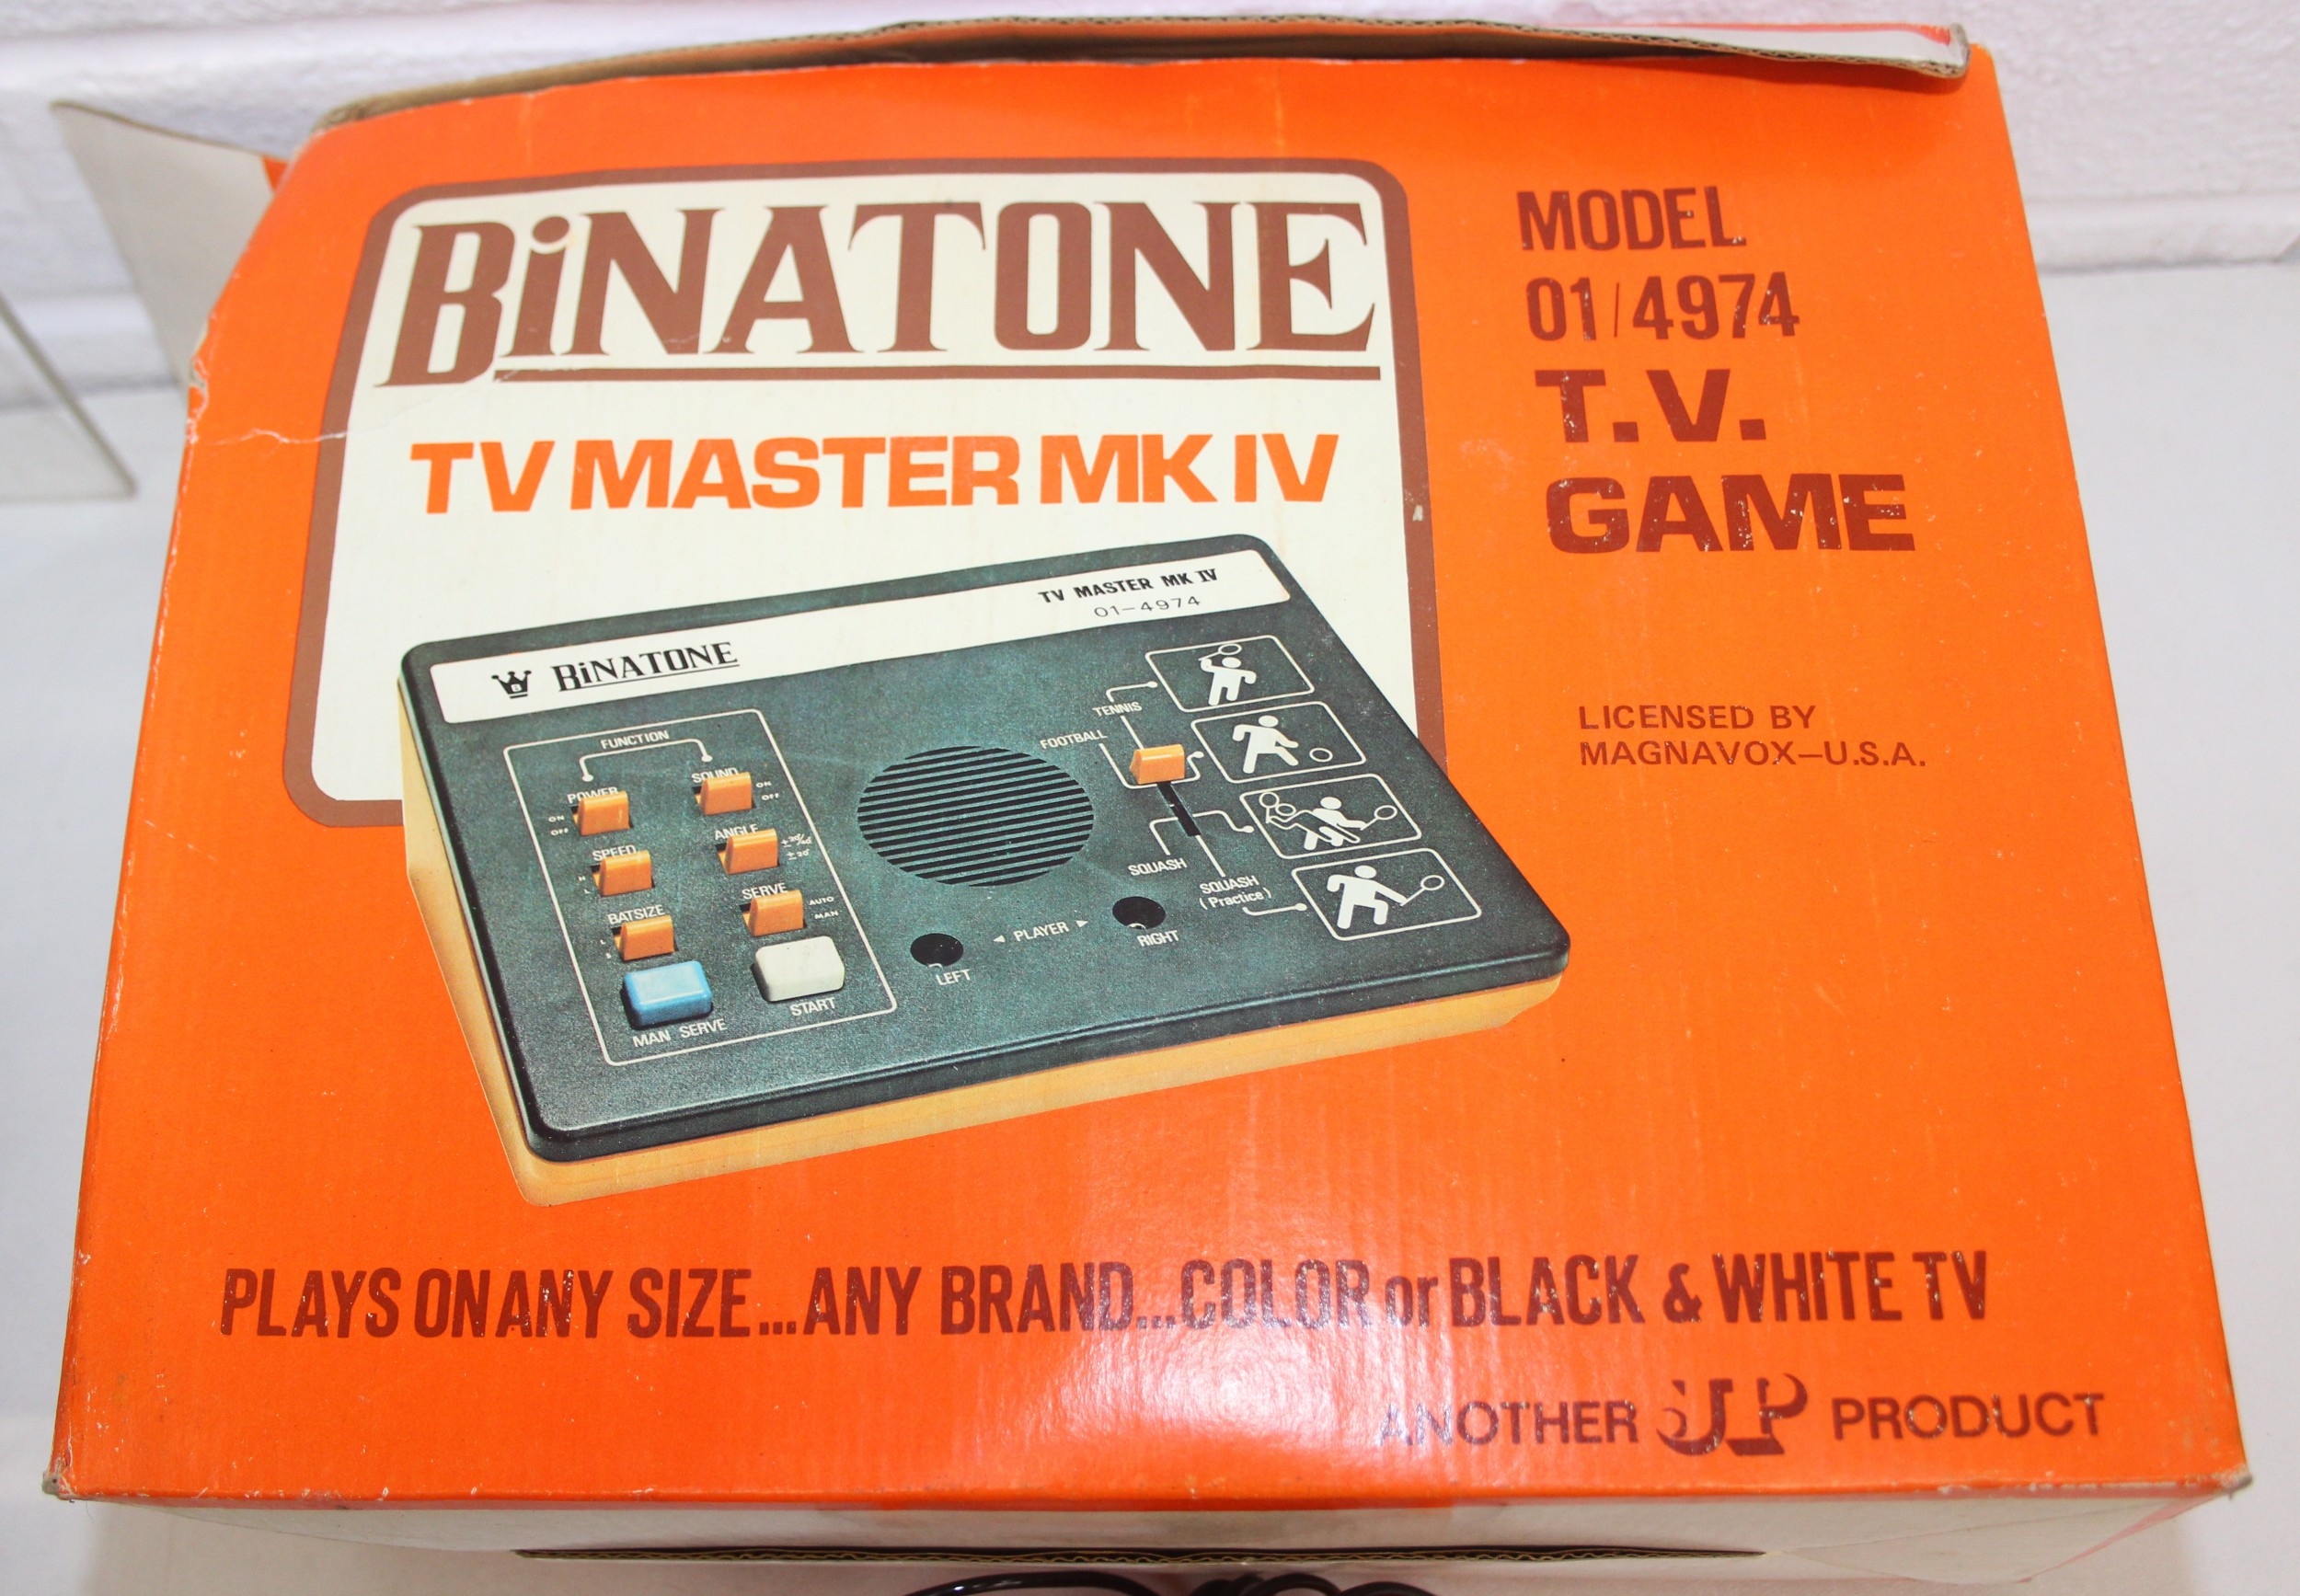 BiNATONE
TV MASTER MK IV
MODEL
01/4974
T.V.
GAME
LICENSED BY
MAGNAVOX–U.S.A.
BiNATONE
TV MASTER MK IV
01–4974
FUNCTION
POWER
ON
OFF
SOUND
ON
OFF
SPEED
H
L
ANGLE
±20°
BATSIZE
L
S
SERVE
AUTO
MAN
MAN SERVE
START
LEFT
◄ PLAYER ►
RIGHT
TENNIS
FOOTBALL
SQUASH
SQUASH
(Practice)
PLAYS ON ANY SIZE...ANY BRAND...COLOR or BLACK & WHITE TV
ANOTHER PRODUCT